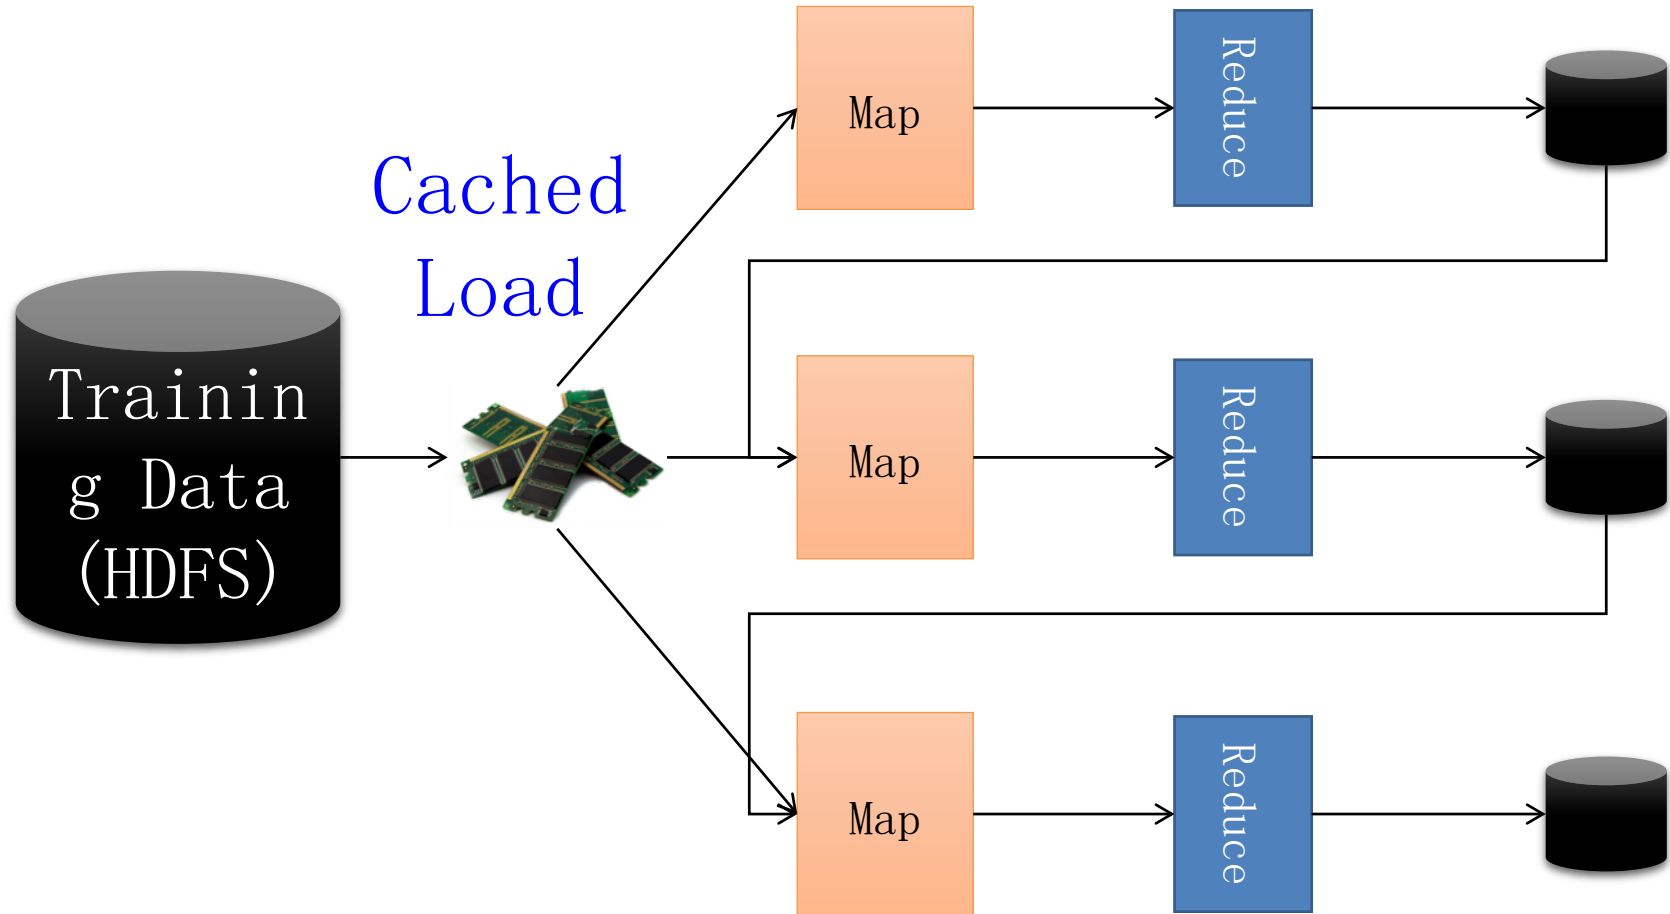 Cached
Load
Trainin
g Data
(HDFS)
Map
Reduce
Map
Reduce
Map
Reduce